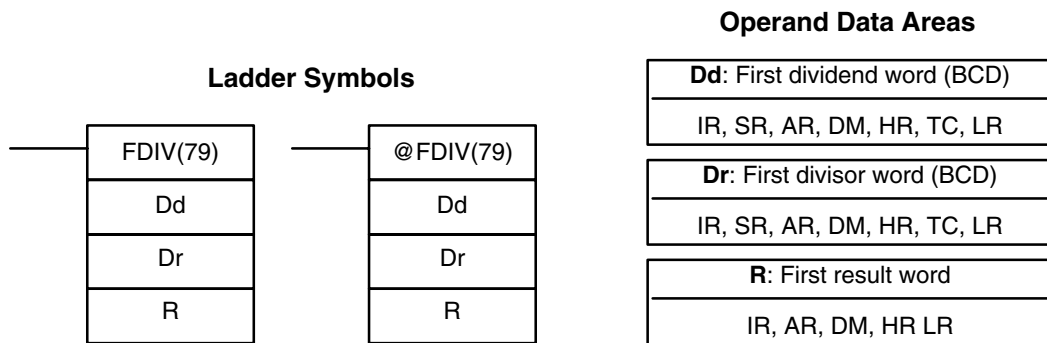 Operand Data Areas
Ladder Symbols
Dd: First dividend word (BCD)
IR, SR, AR, DM, HR, TC, LR
FDIV(79)
@FDIV(79)
Dr: First divisor word (BCD)
Dd
Dd
IR, SR, AR, DM, HR, TC, LR
Dr
Dr
R: First result word
R
R
IR, AR, DM, HR LR